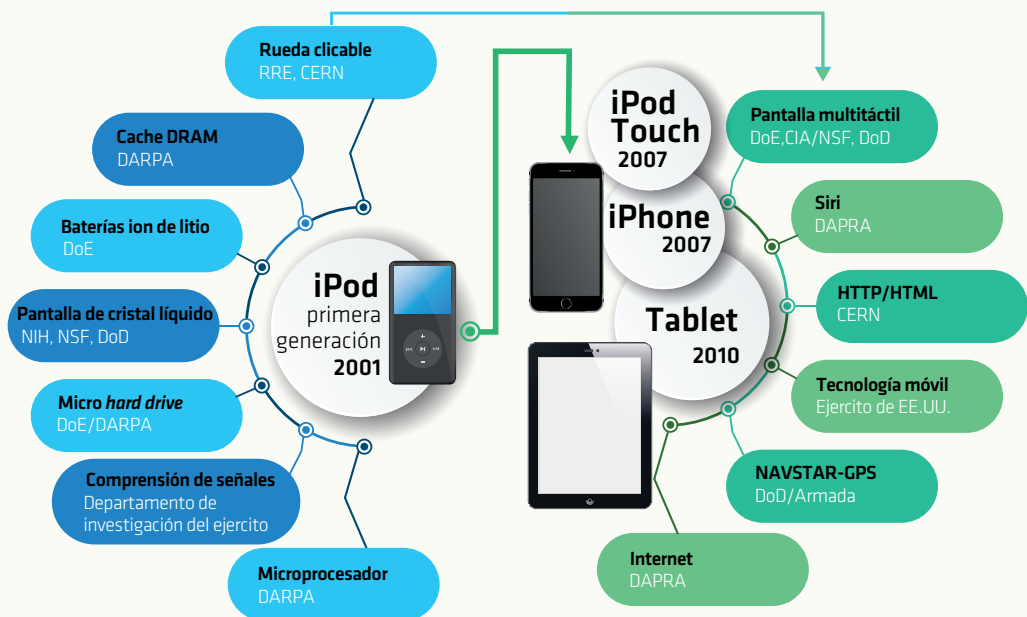 Rueda clicable
RRE, CERN
Cache DRAM
DARPA
Baterías ion de litio
DoE
Pantalla de cristal líquido
NIH, NSF, DoD
Micro hard drive
DoE/DARPA
Comprensión de señales
Departamento de
investigación del ejercito
Microprocesador
DARPA
iPod
primera
generación
2001
iPod
Touch
2007
iPhone
2007
Tablet
2010
Pantalla multitáctil
DoE,CIA/NSF, DoD
Siri
DAPRA
HTTP/HTML
CERN
Tecnología móvil
Ejercito de EE.UU.
NAVSTAR-GPS
DoD/Armada
Internet
DAPRA